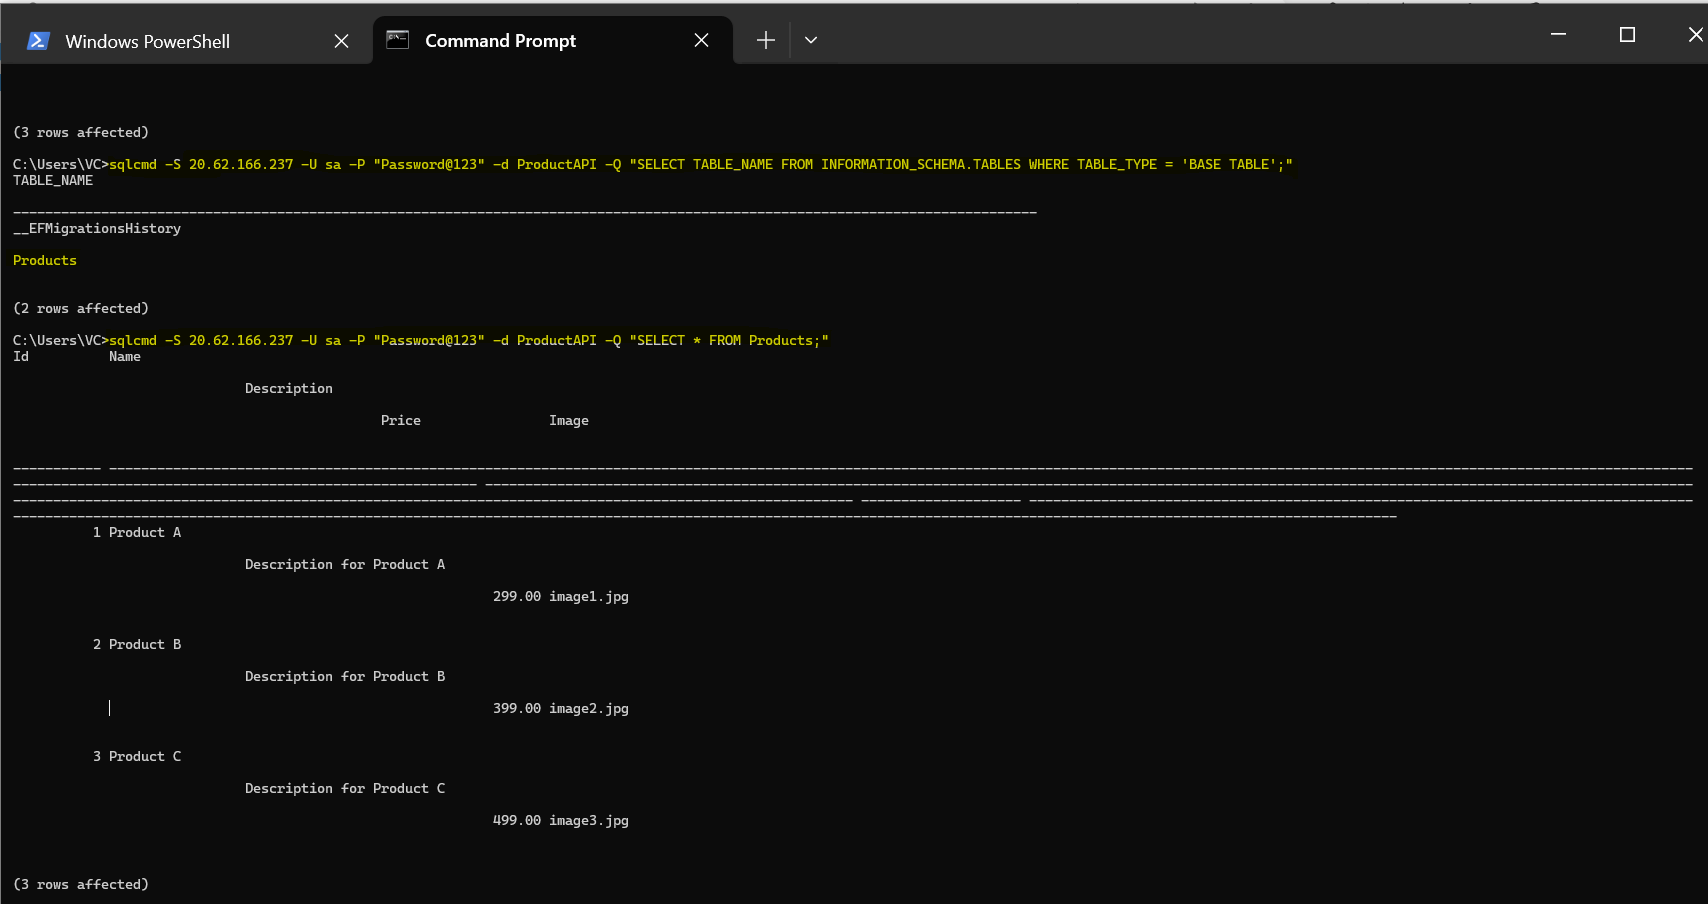 Windows PowerShell
Command Prompt
(3 rows affected)
C:\Users\VC>sqlcmd -S 20.62.166.237 -U sa -P "Password@123" -d ProductAPI -Q "SELECT TABLE_NAME FROM INFORMATION_SCHEMA.TABLES WHERE TABLE_TYPE = 'BASE TABLE';"
TABLE_NAME
--------------------------------------------------------------------------------------------------------------------------------
__EFMigrationsHistory
Products
(2 rows affected)
C:\Users\VC>sqlcmd -S 20.62.166.237 -U sa -P "Password@123" -d ProductAPI -Q "SELECT * FROM Products;"
Id Name
Description
Price Image
1 Product A
Description for Product A
299.00 image1.jpg
2 Product B
Description for Product B
399.00 image2.jpg
3 Product C
Description for Product C
499.00 image3.jpg
(3 rows affected)